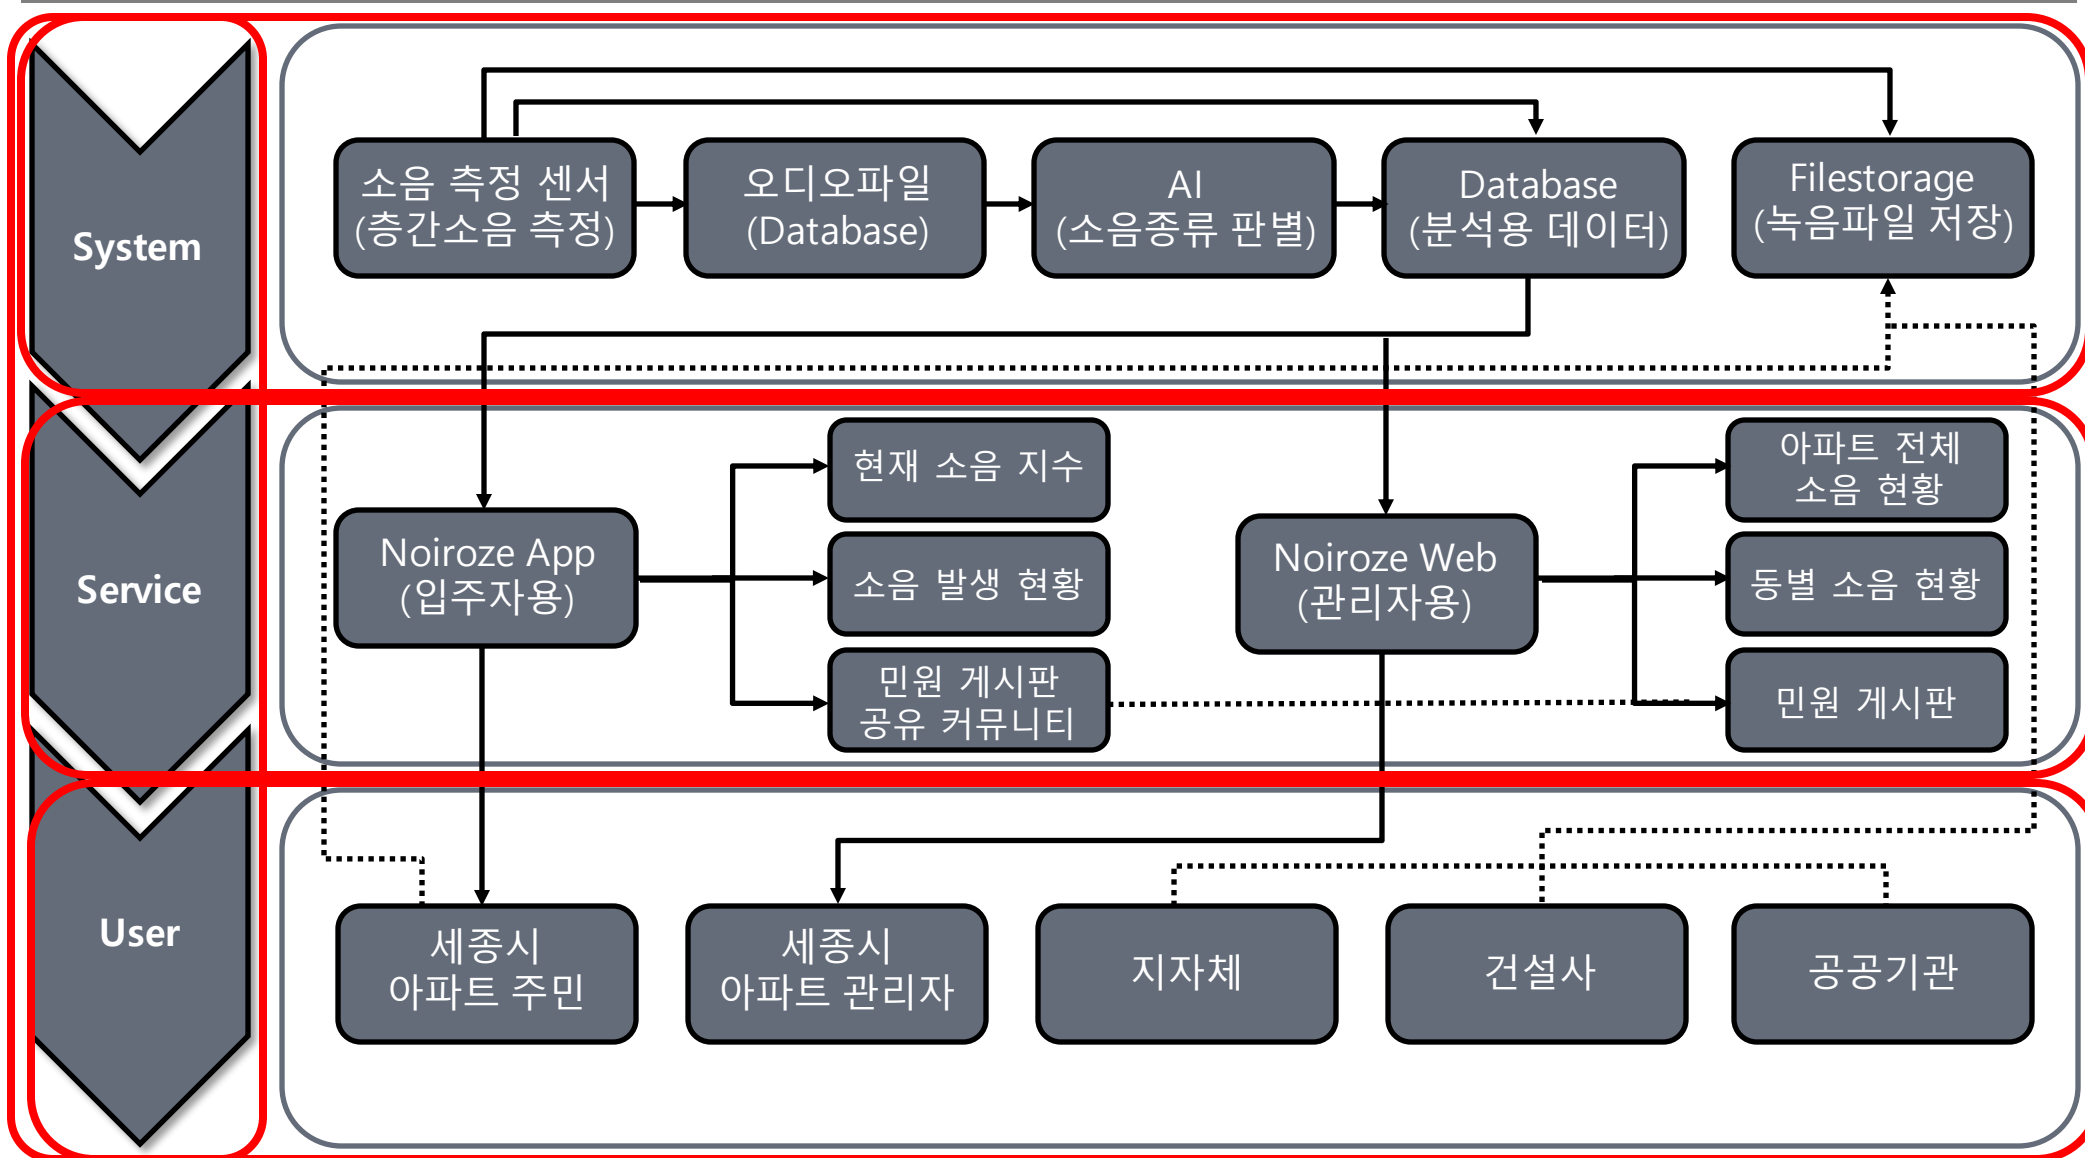 System
소음 측정 센서
(층간소음 측정)
오디오파일
(Database)
AI
(소음종류 판별)
Database
(분석용 데이터)
Filestorage
(녹음파일 저장)
Service
Noiroze App
(입주자용)
현재 소음 지수
소음 발생 현황
민원 게시판
공유 커뮤니티
Noiroze Web
(관리자용)
아파트 전체
소음 현황
동별 소음 현황
민원 게시판
User
세종시
아파트 주민
세종시
아파트 관리자
지자체
건설사
공공기관